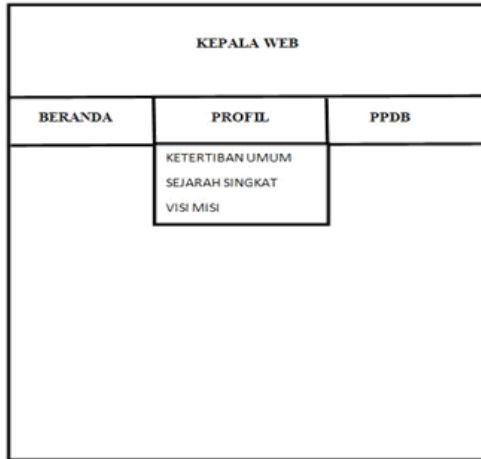 KEPALA WEB
BERANDA PROFIL PPDB
KETERTIBAN UMUM
SEJARAH SINGKAT
VISI MISI